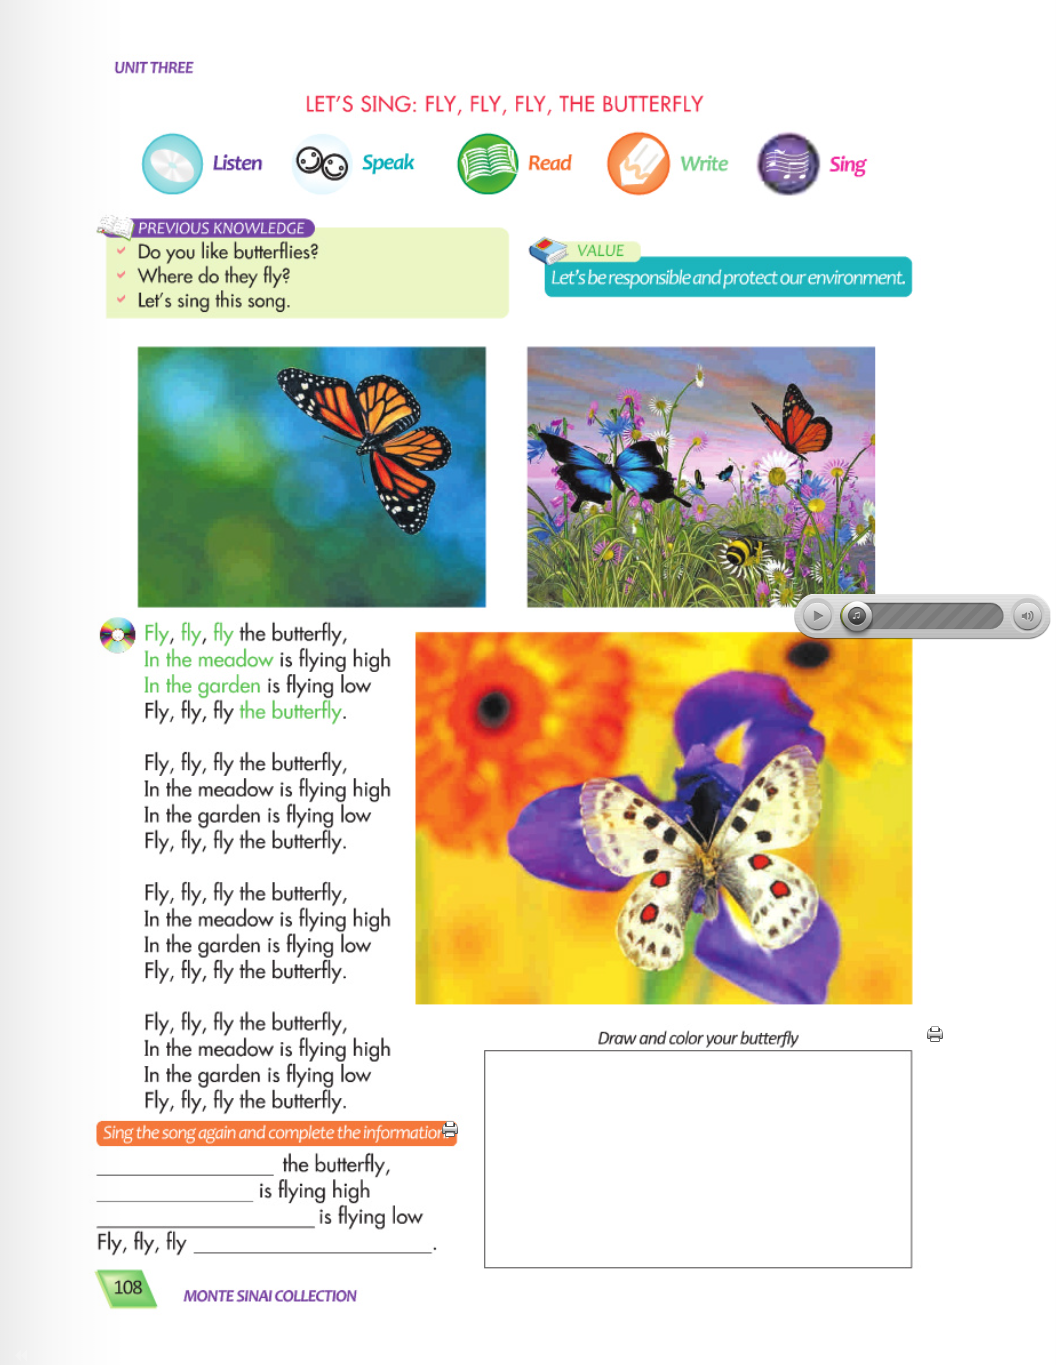 UNIT THREE
LET'S SING: FLY, FLY, FLY, THE BUTTERFLY
Listen
Speak
Read
Write
Sing
PREVIOUS KNOWLEDGE
Do you like butterflies?
Where do they fly?
Let's sing this song.
VALUE
Let's be responsible and protect our environment.
Fly, fly, fly the butterfly,
In the meadow is flying high
In the garden is flying low
Fly, fly, fly the butterfly.
Fly, fly, fly the butterfly,
In the meadow is flying high
In the garden is flying low
Fly, fly, fly the butterfly.
Fly, fly, fly the butterfly,
In the meadow is flying high
In the garden is flying low
Fly, fly, fly the butterfly.
Fly, fly, fly the butterfly,
In the meadow is flying high
In the garden is flying low
Fly, fly, fly the butterfly.
Draw and color your butterfly
Sing the song again and complete the information
____________ the butterfly,
____________ is flying high
____________ is flying low
Fly, fly, fly ____________.
108
MONTE SINAI COLLECTION